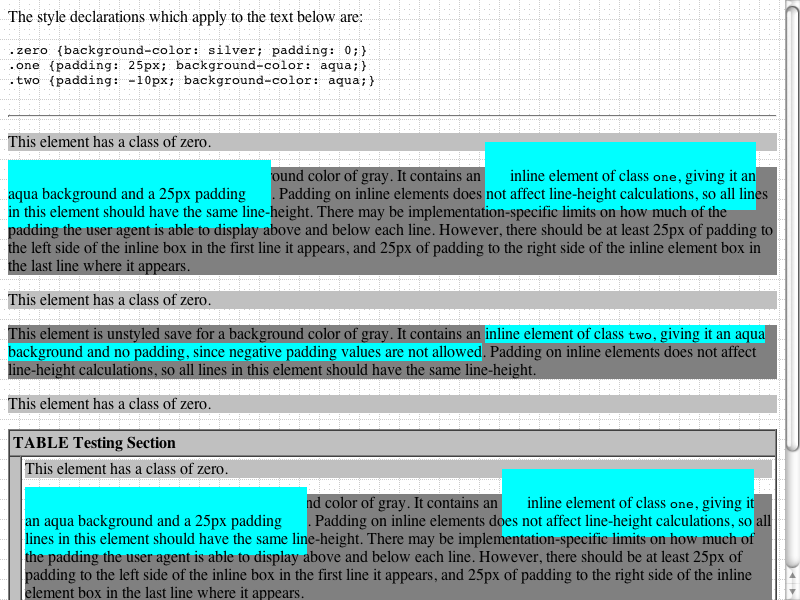 The style declarations which apply to the text below are:
.zero {background-color: silver; padding: 0;}
.one {padding: 25px; background-color: aqua;}
.two {padding: -10px; background-color: aqua;}
This element has a class of zero.
ound color of gray. It contains an inline element of class one, giving it an
aqua background and a 25px padding. Padding on inline elements does not affect line-height calculations, so all lines
in this element should have the same line-height. There may be implementation-specific limits on how much of the
padding the user agent is able to display above and below each line. However, there should be at least 25px of padding to
the left side of the inline box in the first line it appears, and 25px of padding to the right side of the inline element box in
the last line where it appears.
This element has a class of zero.
This element is unstyled save for a background color of gray. It contains an inline element of class two, giving it an aqua
background and no padding, since negative padding values are not allowed. Padding on inline elements does not affect
line-height calculations, so all lines in this element should have the same line-height.
This element has a class of zero.
TABLE Testing Section
This element has a class of zero.
nd color of gray. It contains an inline element of class one, giving it
an aqua background and a 25px padding. Padding on inline elements does not affect line-height calculations, so all
lines in this element should have the same line-height. There may be implementation-specific limits on how much of
the padding the user agent is able to display above and below each line. However, there should be at least 25px of
padding to the left side of the inline box in the first line it appears, and 25px of padding to the right side of the inline
element box in the last line where it appears.